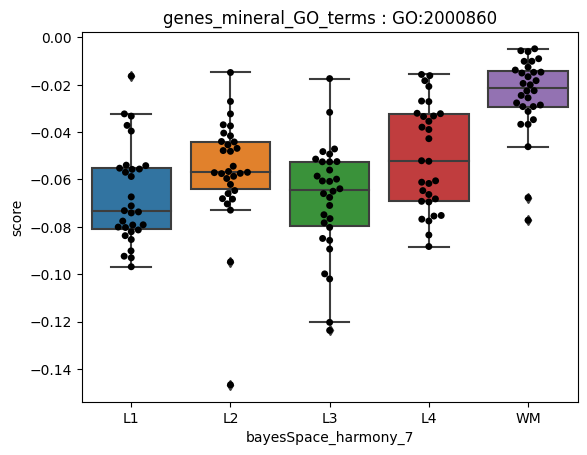 genes_mineral_GO_terms : GO:2000860
0.00
−0.02
−0.04
−0.06
−0.08
−0.10
−0.12
−0.14
score
L1 L2 L3 L4 WM
bayesSpace_harmony_7